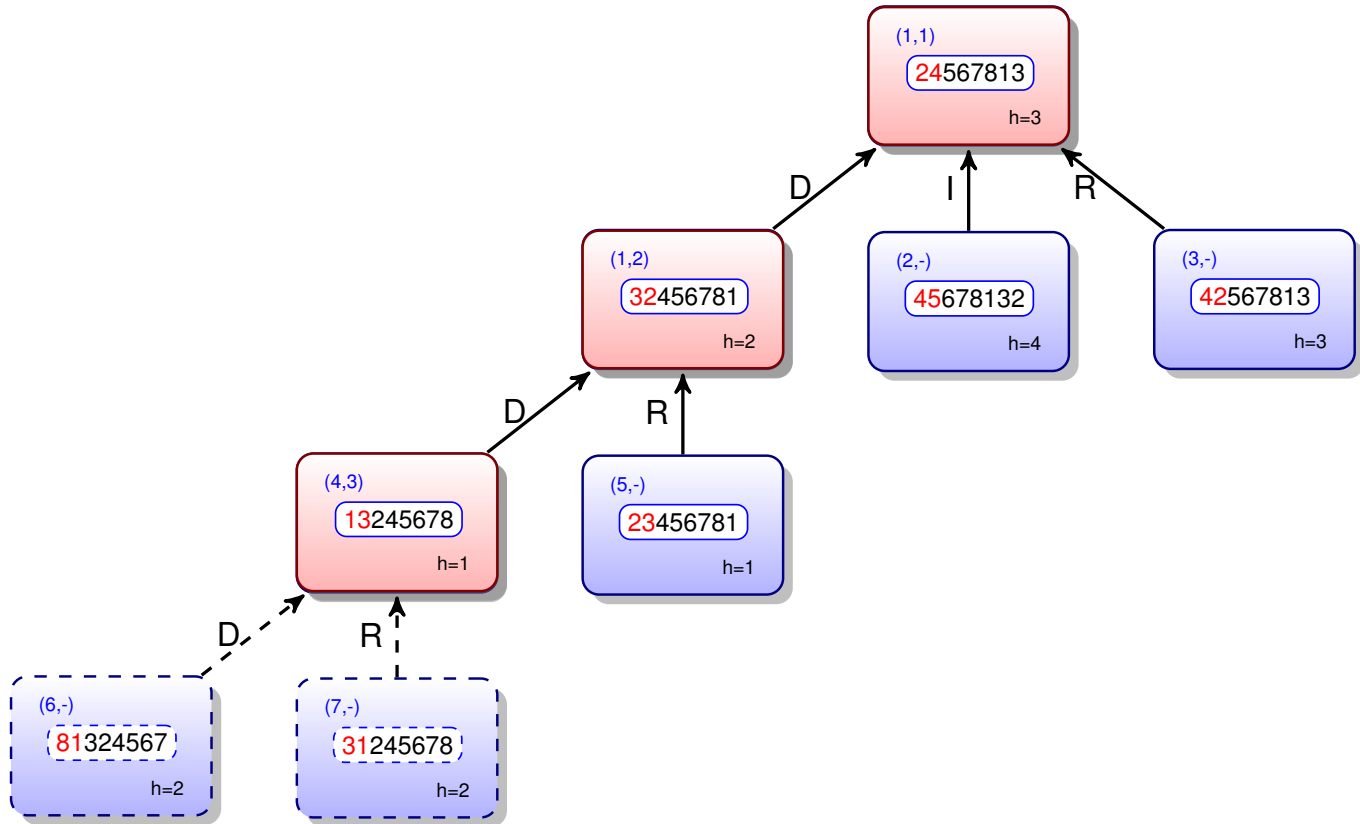 (1,1)
24567813
h=3
D
I
R
(1,2)
32456781
h=2
(2,-)
45678132
h=4
(3,-)
42567813
h=3
D
R
(4,3)
13245678
h=1
(5,-)
23456781
h=1
D
R
(6,-)
81324567
h=2
(7,-)
31245678
h=2